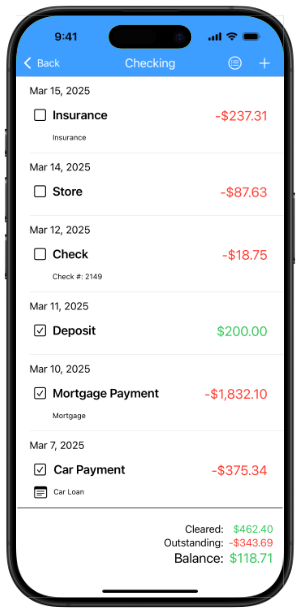 9:41
Back Checking
Mar 15, 2025
Insurance -$237.31
Insurance
Mar 14, 2025
Store -$87.63
Mar 12, 2025
Check -$18.75
Check #: 2149
Mar 11, 2025
Deposit $200.00
Mar 10, 2025
Mortgage Payment -$1,832.10
Mortgage
Mar 7, 2025
Car Payment -$375.34
Car Loan
Cleared: $462.40
Outstanding: -$343.69
Balance: $118.71